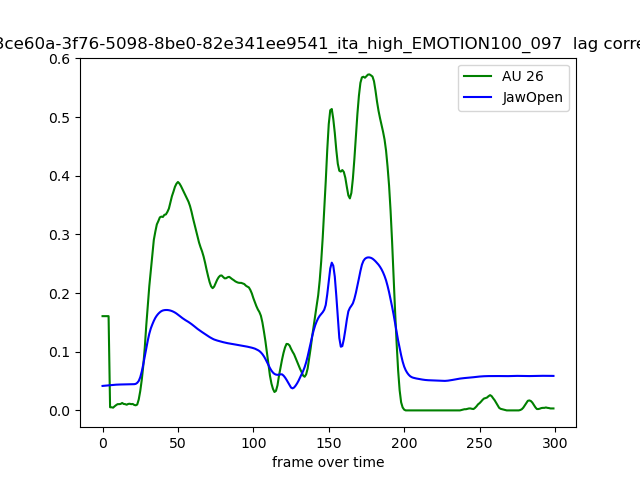 3ce60a-3f76-5098-8be0-82e341ee9541_ita_high_EMOTION100_097 lag corre
AU 26
JawOpen
0.6
0.5
0.4
0.3
0.2
0.1
0.0
0 50 100 150 200 250 300
frame over time